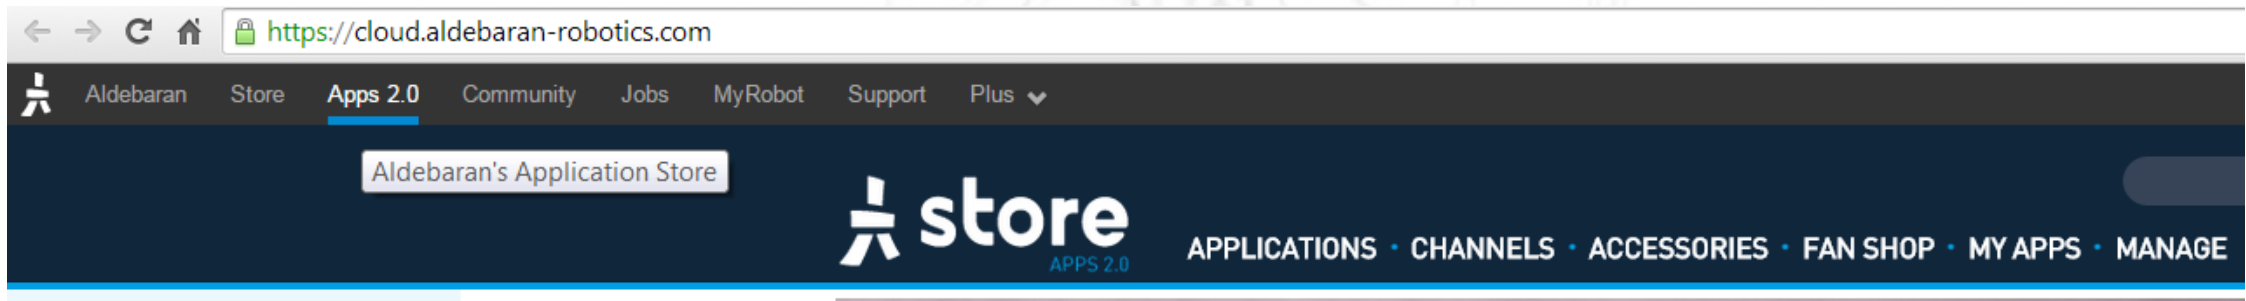 https://cloud.aldebaran-robotics.com
Aldebaran Store Apps 2.0 Community Jobs MyRobot Support Plus
Aldebaran's Application Store
store
APPS 2.0
APPLICATIONS · CHANNELS · ACCESSORIES · FAN SHOP · MY APPS · MANAGE